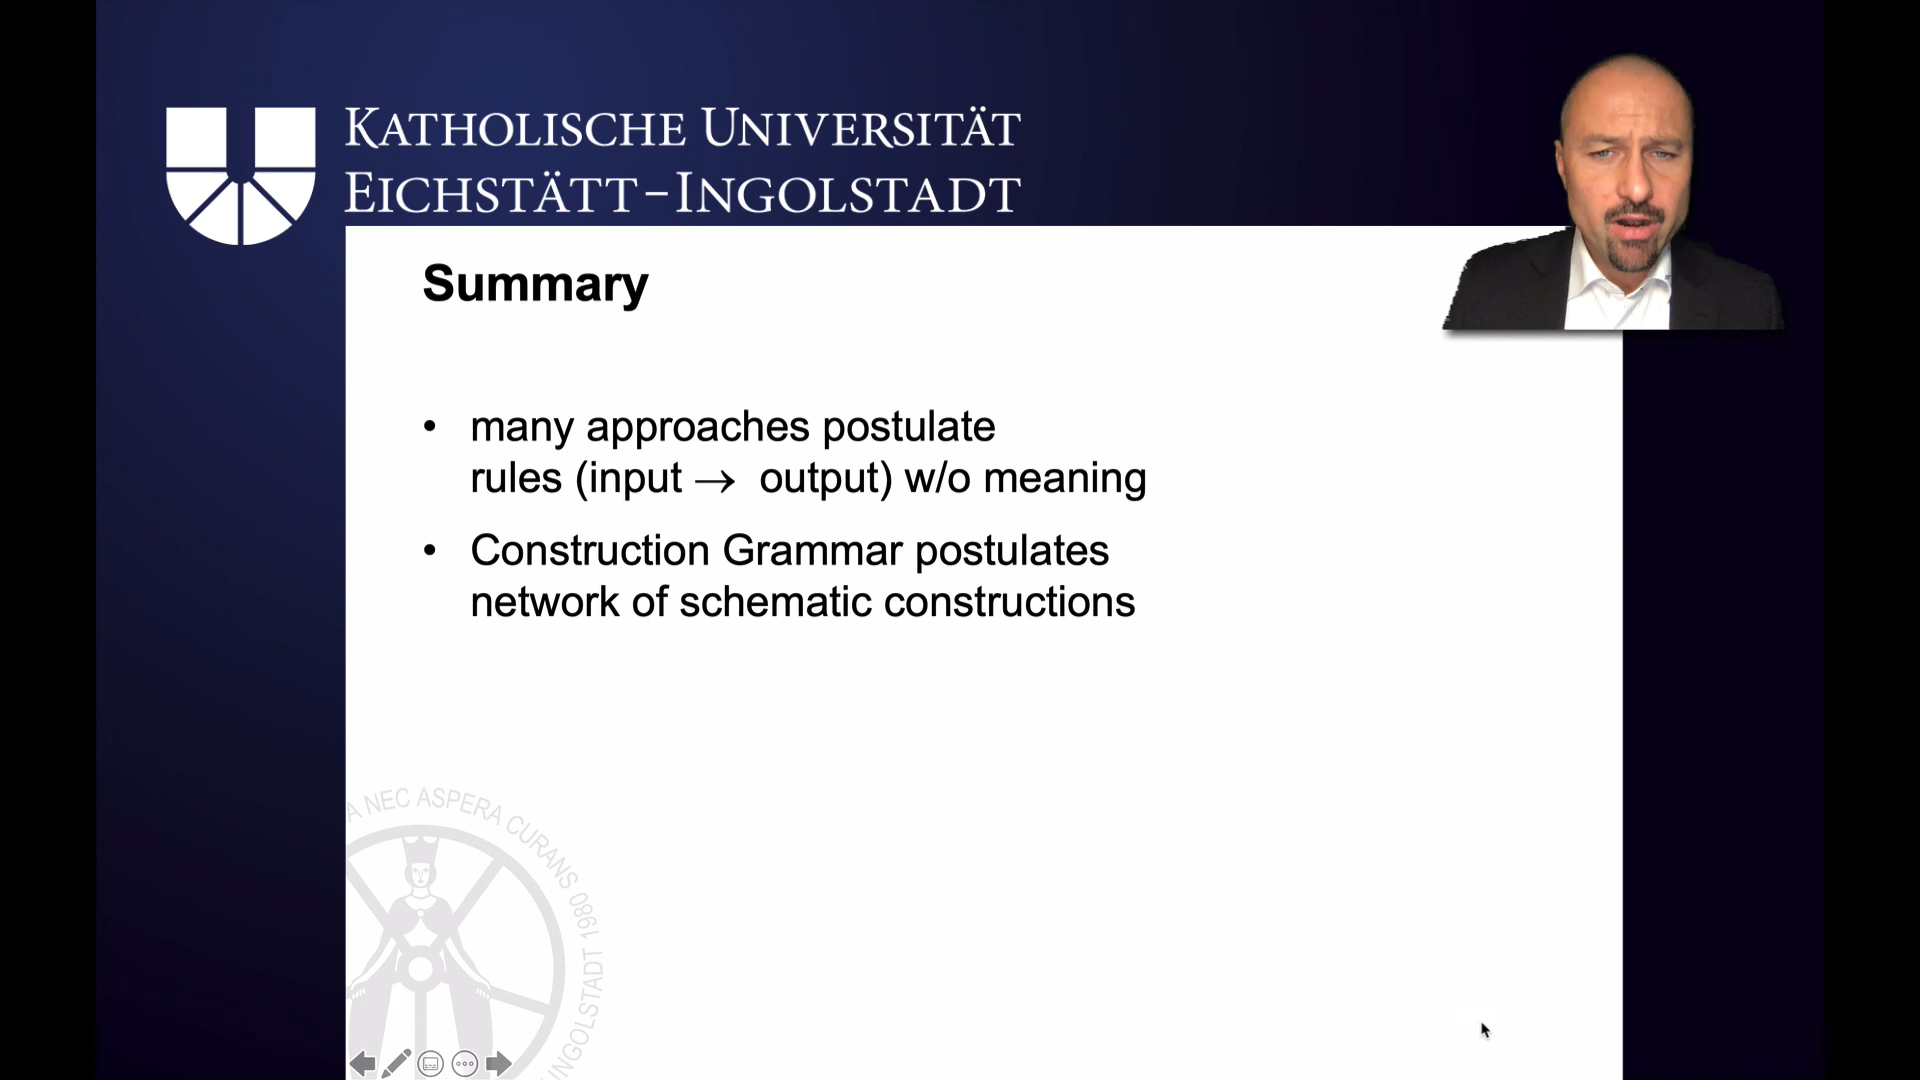 KATHOLISCHE UNIVERSITÄT
EICHSTÄTT-INGOLSTADT
Summary
• many approaches postulate
rules (input → output) w/o meaning
• Construction Grammar postulates
network of schematic constructions
A NEC ASPERA CURANS 1980
INGOLSTADT